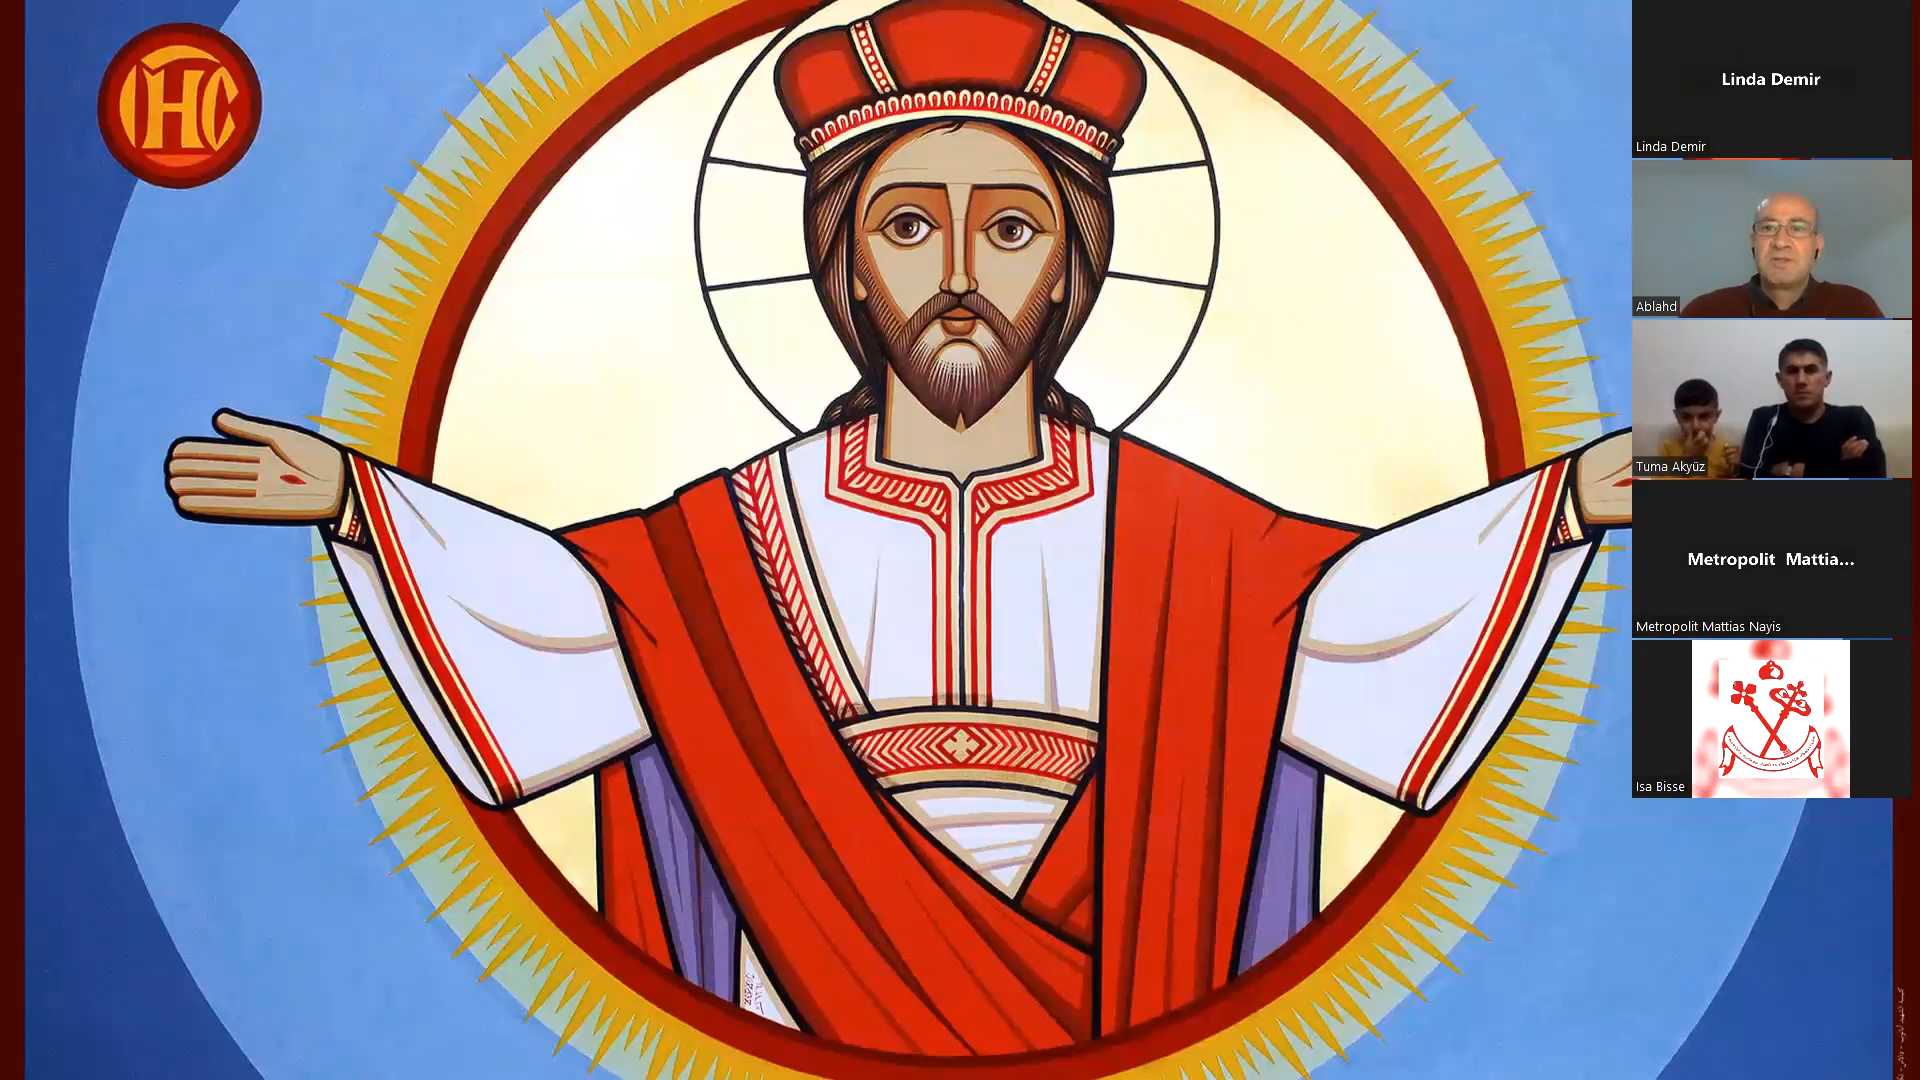 IHC
Linda Demir
Linda Demir
Ablahd
Tuma Akyüz
Metropolit Mattia...
Metropolit Mattias Nayis
Isa Bisse